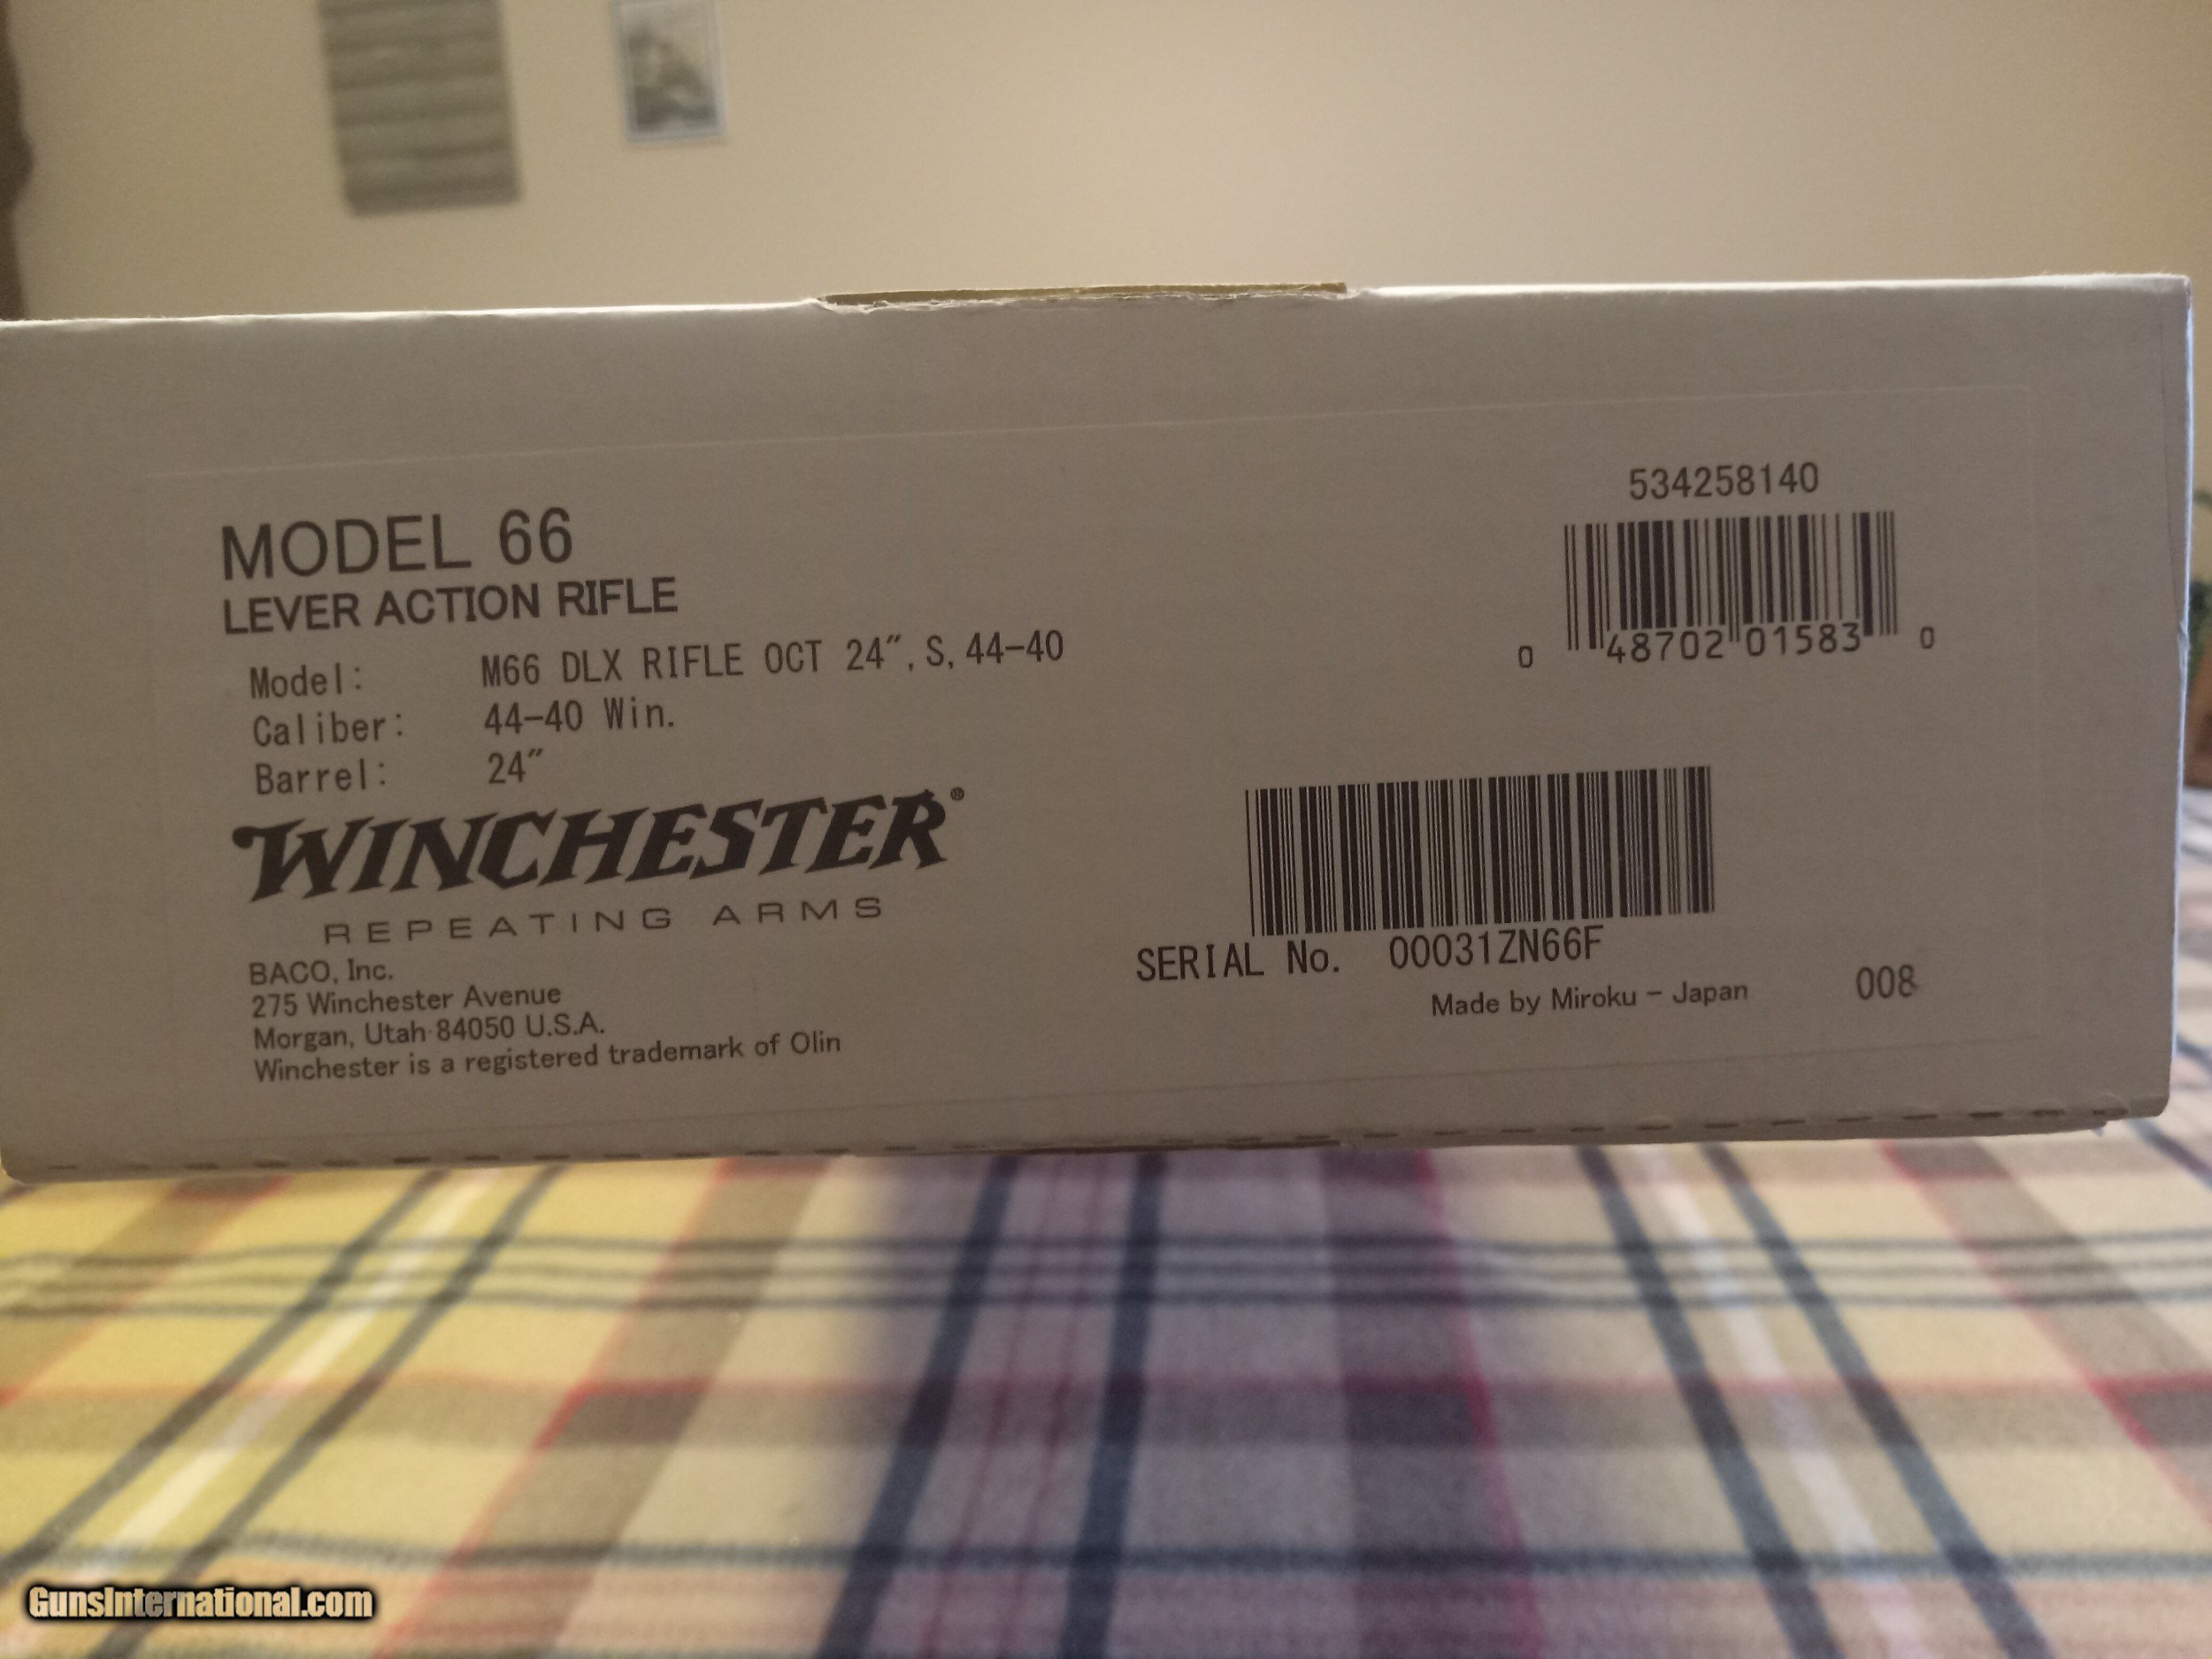 MODEL 66
LEVER ACTION RIFLE
Model: M66 DLX RIFLE OCT 24", S, 44-40
Caliber: 44-40 Win.
Barrel: 24"
WINCHESTER®
REPEATING ARMS
BACO, Inc.
275 Winchester Avenue
Morgan, Utah 84050 U.S.A.
Winchester is a registered trademark of Olin
534258140
0 48702 01583 0
SERIAL No. 00031ZN66F
Made by Miroku - Japan
008
GunsInternational.com